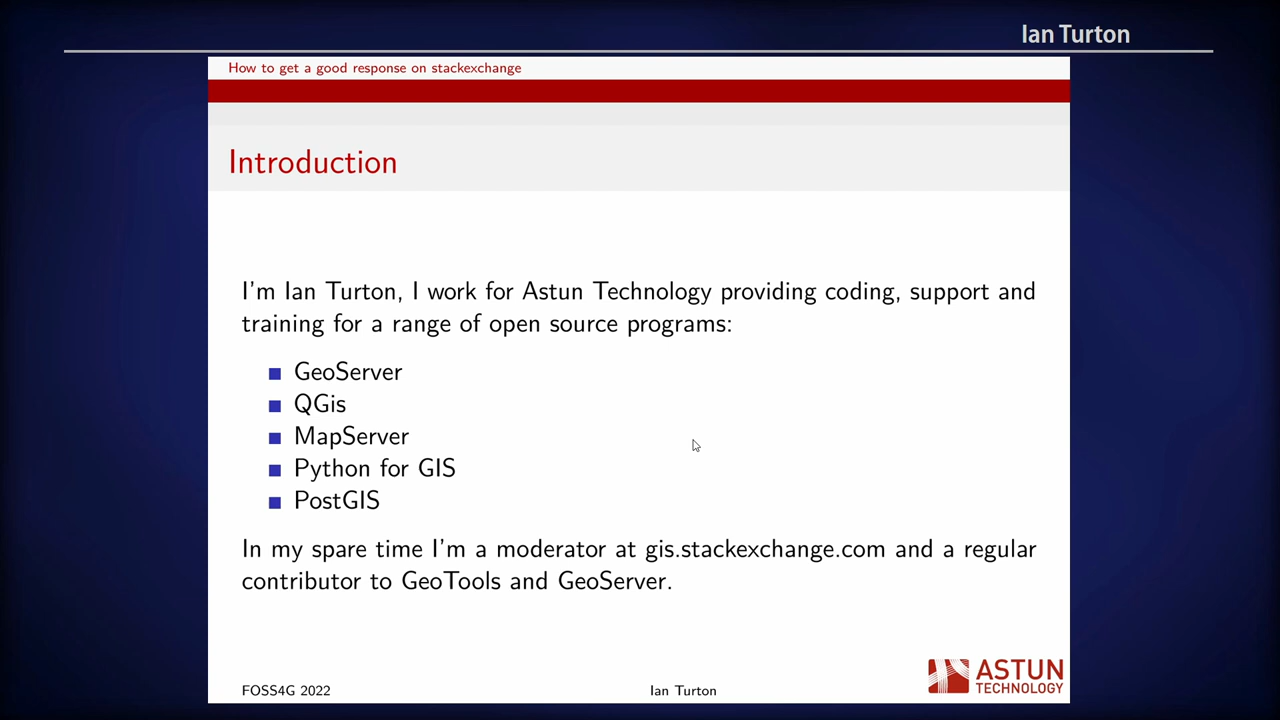 Ian Turton
How to get a good response on stackexchange
Introduction
I'm Ian Turton, I work for Astun Technology providing coding, support and
training for a range of open source programs:
GeoServer
QGis
MapServer
Python for GIS
PostGIS
In my spare time I'm a moderator at gis.stackexchange.com and a regular
contributor to GeoTools and GeoServer.
ASTUN
TECHNOLOGY
FOSS4G 2022
Ian Turton